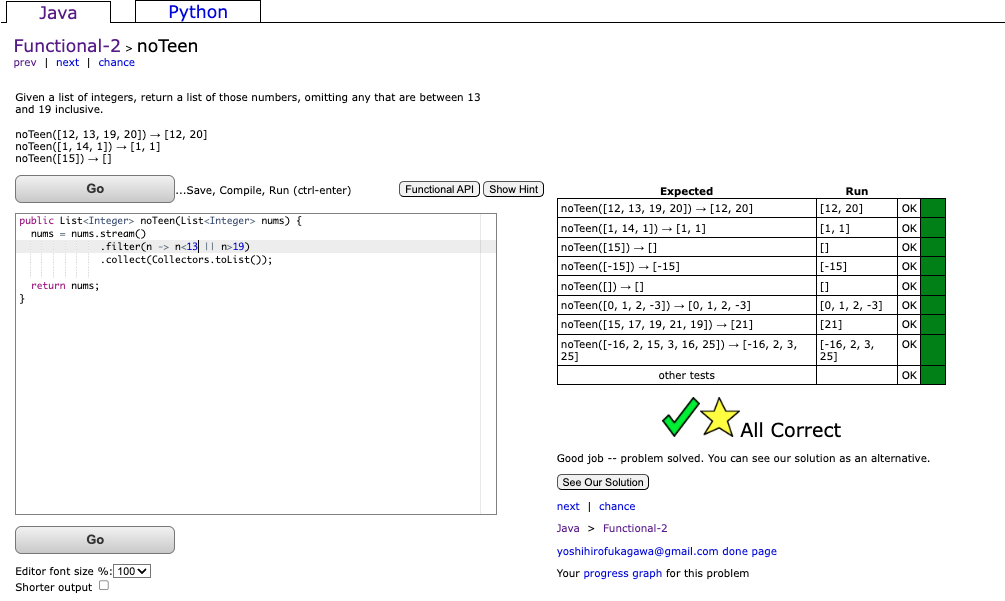 Java Python
Functional-2 > noTeen
prev | next | chance
Given a list of integers, return a list of those numbers, omitting any that are between 13
and 19 inclusive.
noTeen([12, 13, 19, 20]) → [12, 20]
noTeen([1, 14, 1]) → [1, 1]
noTeen([15]) → []
Go ...Save, Compile, Run (ctrl-enter) Functional API Show Hint
public List<Integer> noTeen(List<Integer> nums) {
nums = nums.stream()
.filter(n -> n<13 || n>19)
.collect(Collectors.toList());
return nums;
}
Go
Editor font size %: 100
Shorter output
Expected Run
noTeen([12, 13, 19, 20]) → [12, 20] [12, 20] OK
noTeen([1, 14, 1]) → [1, 1] [1, 1] OK
noTeen([15]) → [] [] OK
noTeen([-15]) → [-15] [-15] OK
noTeen([]) → [] [] OK
noTeen([0, 1, 2, -3]) → [0, 1, 2, -3] [0, 1, 2, -3] OK
noTeen([15, 17, 19, 21, 19]) → [21] [21] OK
noTeen([-16, 2, 15, 3, 16, 25]) → [-16, 2, 3, [-16, 2, 3, OK
25] 25]
other tests OK
All Correct
Good job -- problem solved. You can see our solution as an alternative.
See Our Solution
next | chance
Java > Functional-2
yoshihirofukagawa@gmail.com done page
Your progress graph for this problem